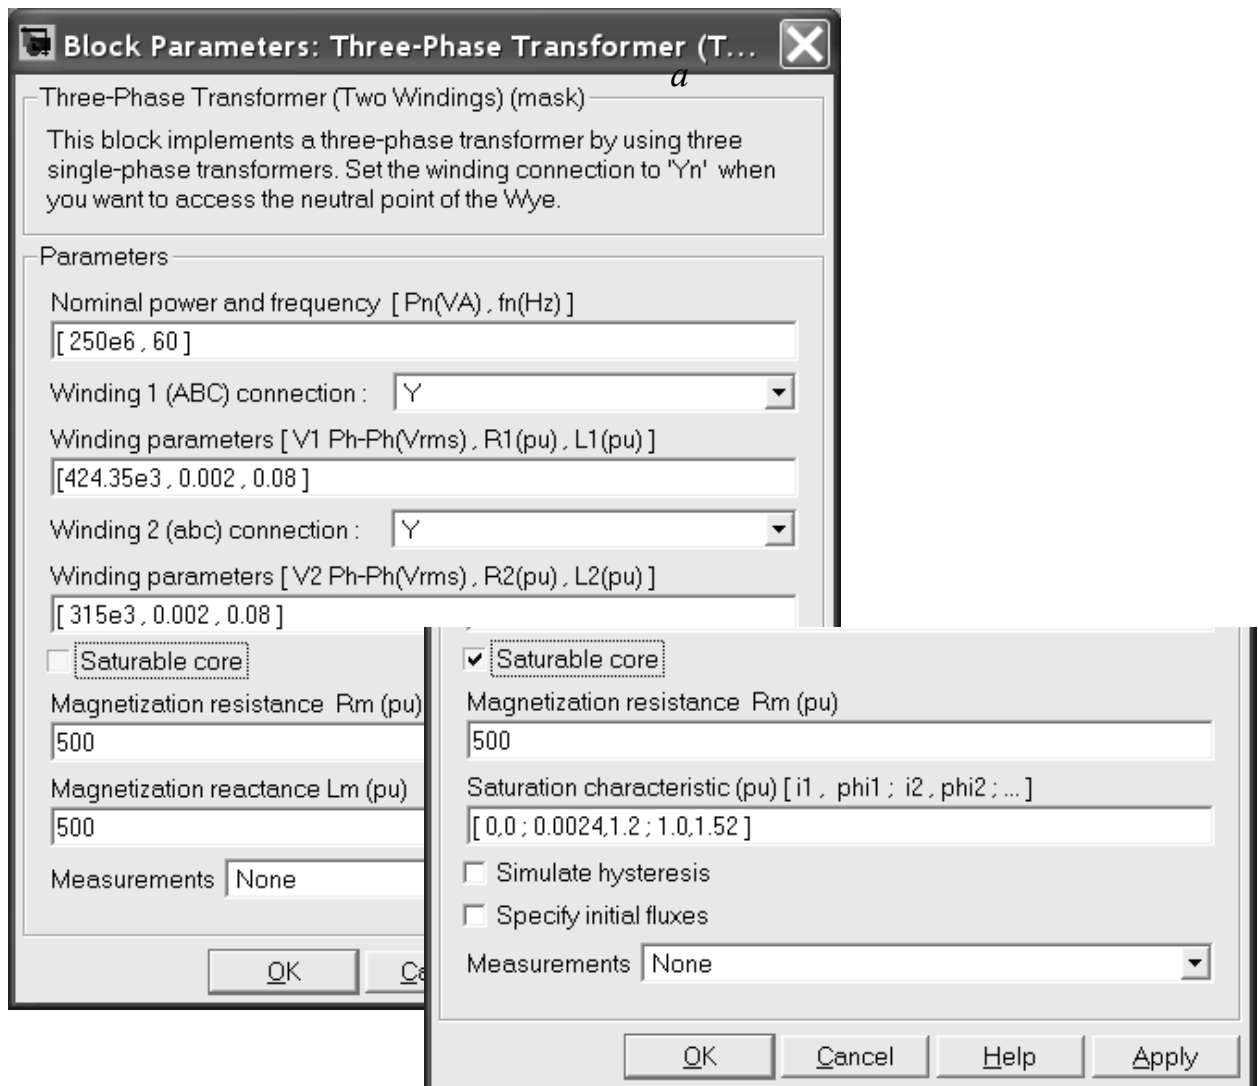 Block Parameters: Three-Phase Transformer (T...
a
Three-Phase Transformer (Two Windings) (mask)
This block implements a three-phase transformer by using three
single-phase transformers. Set the winding connection to 'Yn' when
you want to access the neutral point of the Wye.
Parameters
Nominal power and frequency [ Pn(VA) , fn(Hz) ]
[ 250e6 , 60 ]
Winding 1 (ABC) connection : Y
Winding parameters [ V1 Ph-Ph(Vrms) , R1(pu) , L1(pu) ]
[424.35e3 , 0.002 , 0.08 ]
Winding 2 (abc) connection : Y
Winding parameters [ V2 Ph-Ph(Vrms) , R2(pu) , L2(pu) ]
[ 315e3 , 0.002 , 0.08 ]
Saturable core
Magnetization resistance Rm (pu)
500
Magnetization reactance Lm (pu)
500
Measurements None
OK Ca
Saturable core
Magnetization resistance Rm (pu)
500
Saturation characteristic (pu) [ i1 , phi1 ; i2 , phi2 ; ... ]
[ 0,0 ; 0.0024,1.2 ; 1.0,1.52 ]
Simulate hysteresis
Specify initial fluxes
Measurements None
OK Cancel Help Apply